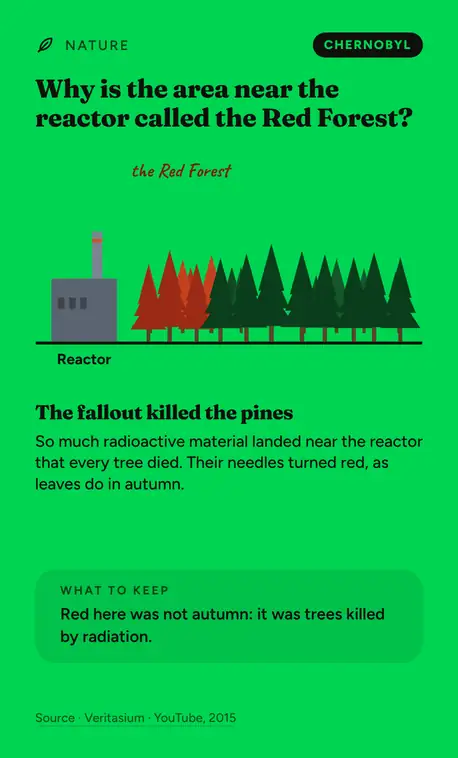 NATURE
CHERNOBYL
Why is the area near the
reactor called the Red Forest?
the Red Forest
Reactor
The fallout killed the pines
So much radioactive material landed near the reactor
that every tree died. Their needles turned red, as
leaves do in autumn.
WHAT TO KEEP
Red here was not autumn: it was trees killed
by radiation.
Source · Veritasium · YouTube, 2015